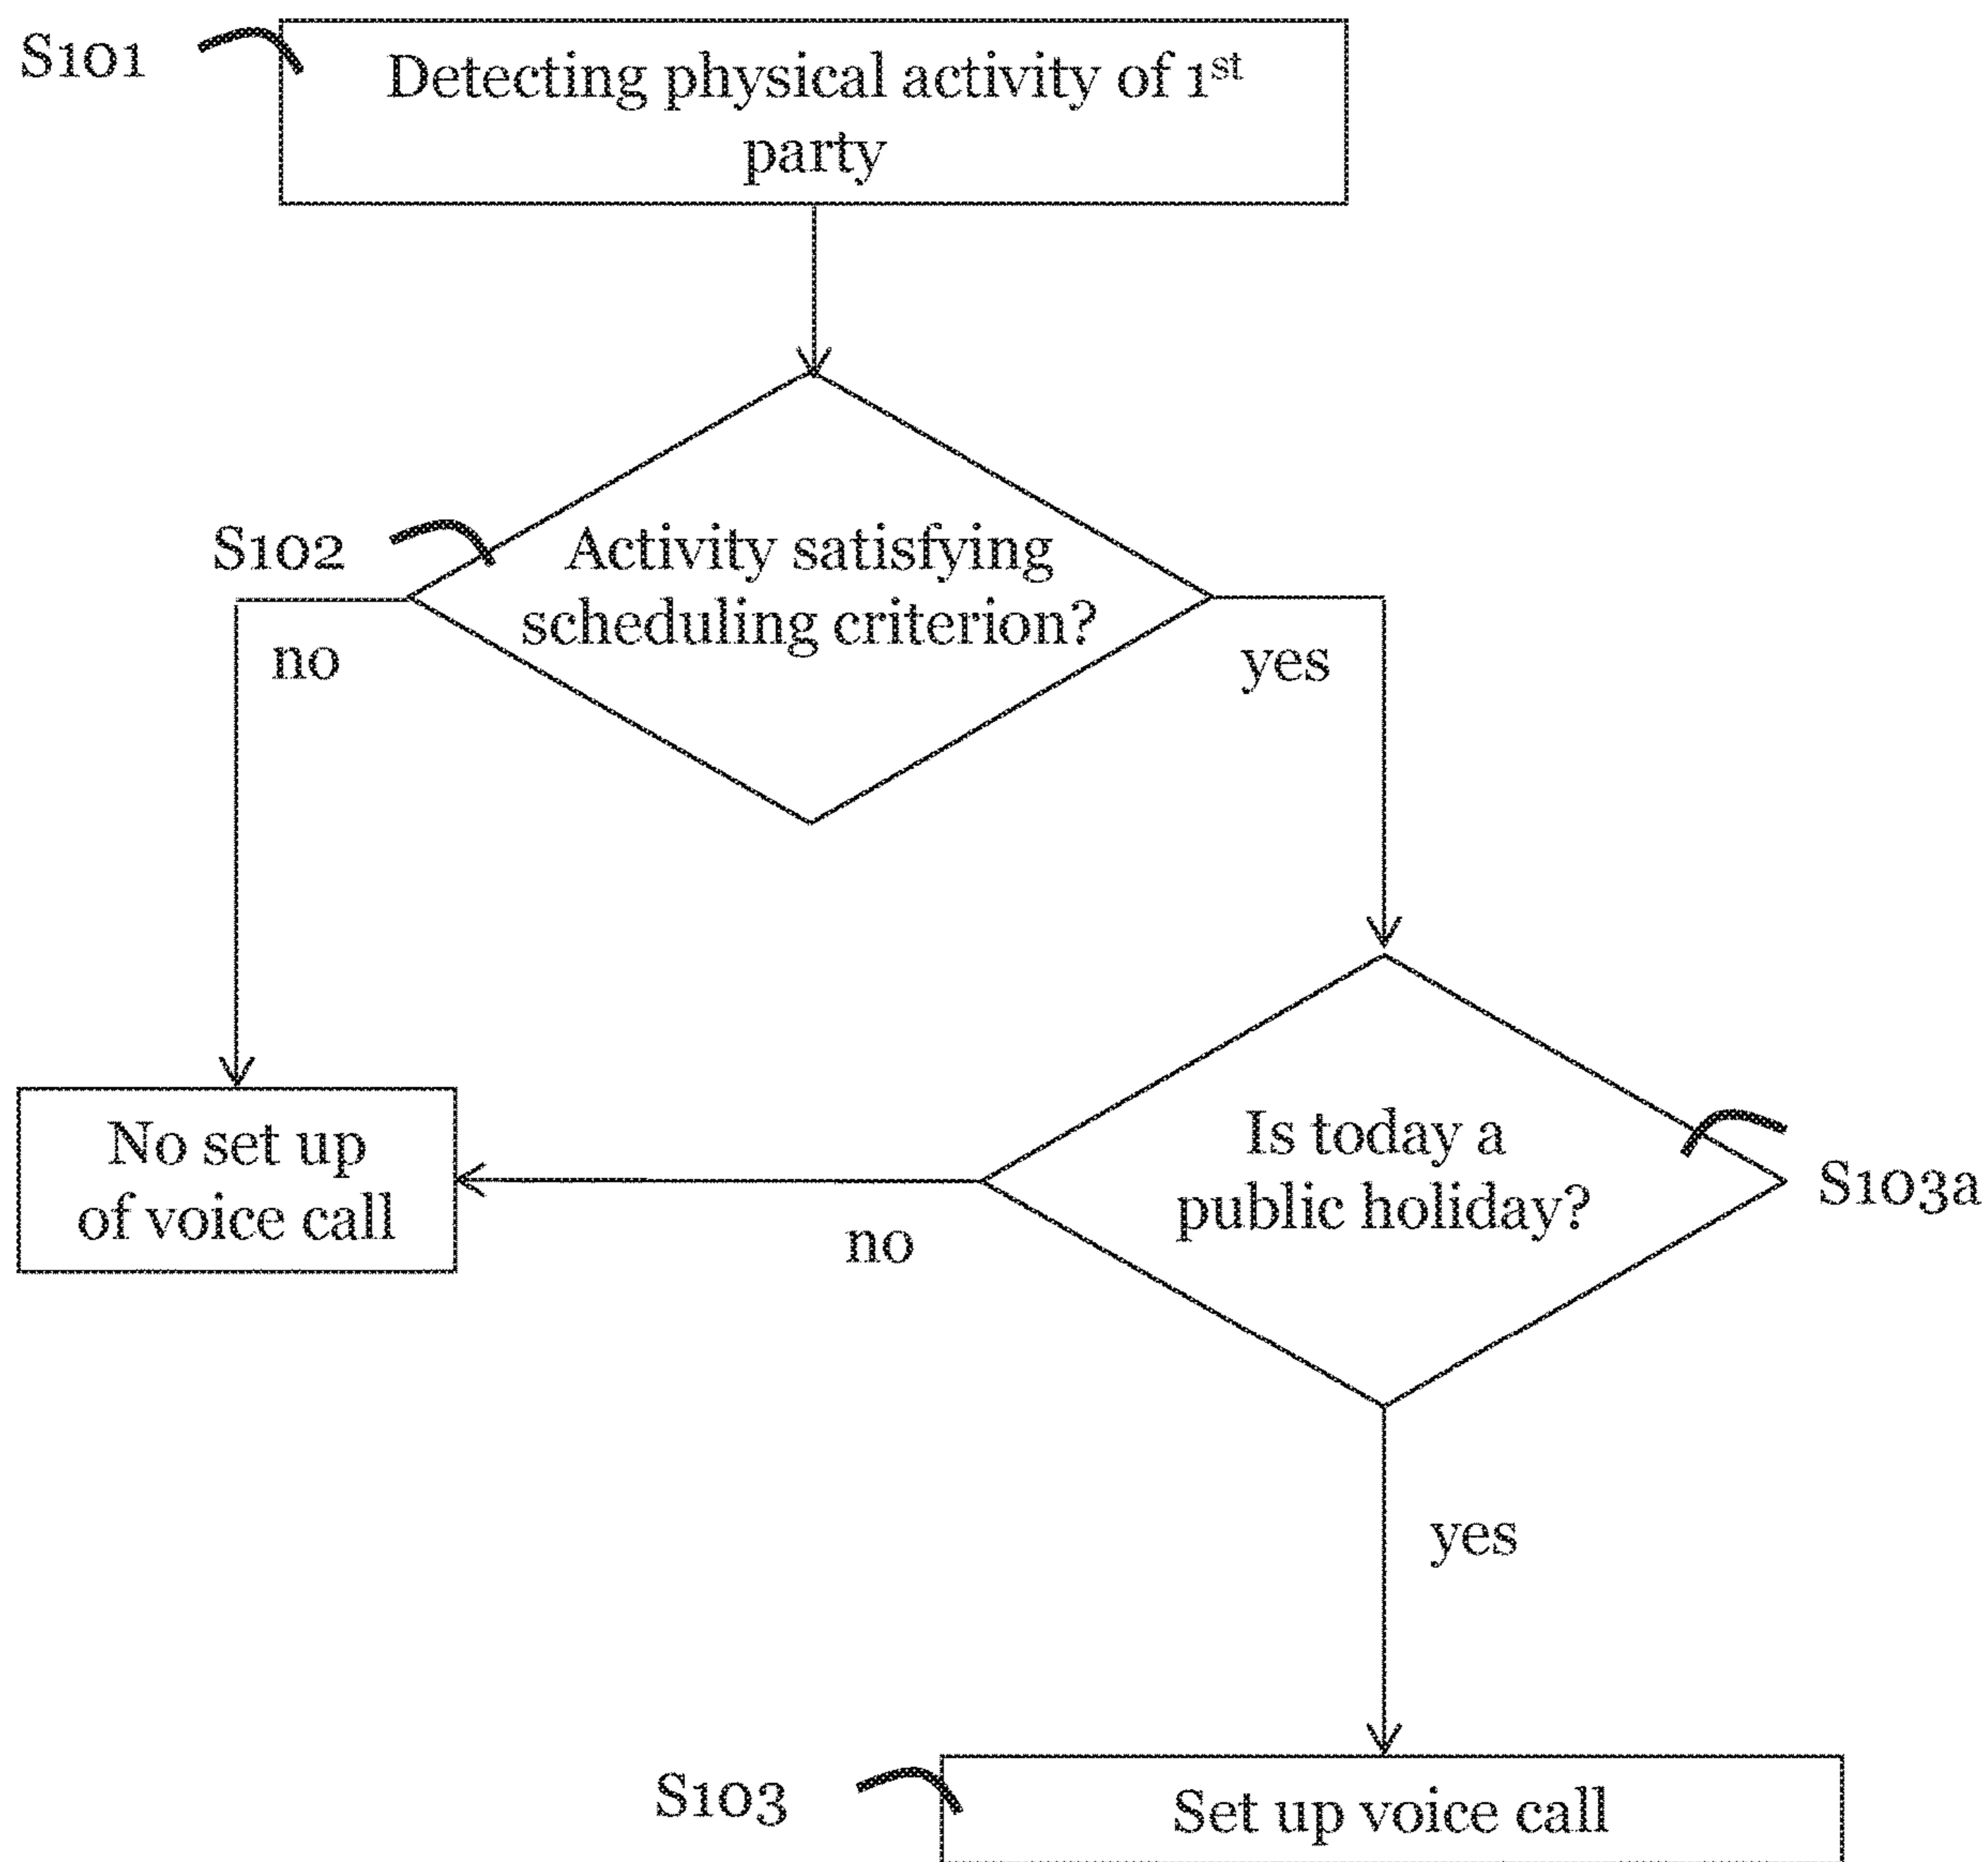 S101
Detecting physical activity of 1st
party
S102
Activity satisfying
scheduling criterion?
no
yes
No set up
of voice call
Is today a
public holiday?
S103a
no
yes
S103
Set up voice call